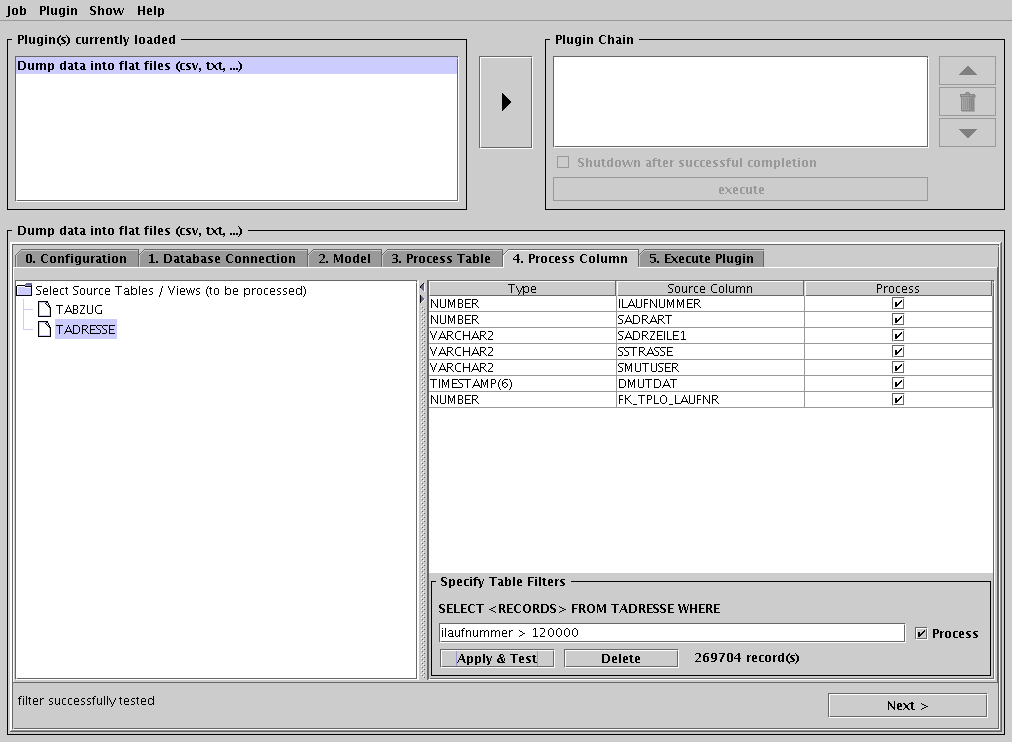 Job Plugin Show Help
Plugin(s) currently loaded
Dump data into flat files (csv, txt, ...)
Plugin Chain
Shutdown after successful completion
execute
Dump data into flat files (csv, txt, ...)
0. Configuration 1. Database Connection 2. Model 3. Process Table 4. Process Column 5. Execute Plugin
Select Source Tables / Views (to be processed)
TABZUG
TADRESSE
Type Source Column Process
NUMBER ILAUFNUMMER
NUMBER SADRART
VARCHAR2 SADRZEILE1
VARCHAR2 SSTRASSE
VARCHAR2 SMUTUSER
TIMESTAMP(6) DMUTDAT
NUMBER FK_TPLO_LAUFNR
Specify Table Filters
SELECT <RECORDS> FROM TADRESSE WHERE
ilaufnummer > 120000 Process
Apply & Test Delete 269704 record(s)
filter successfully tested
Next >